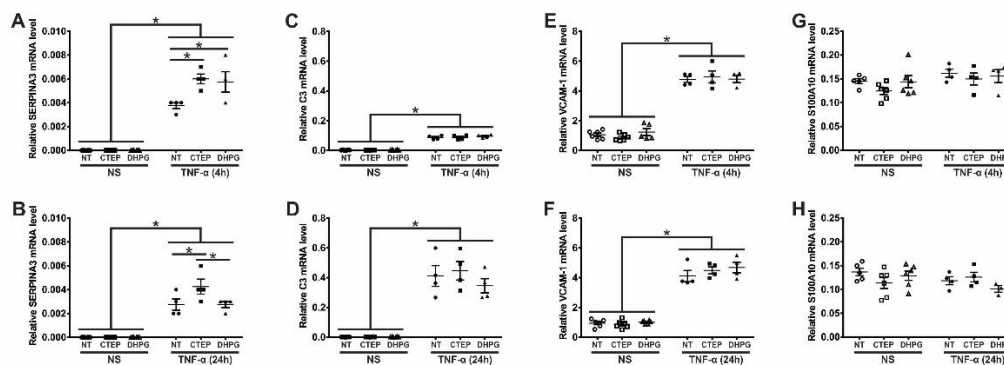 A
Relative SERPINA3 mRNA level
0.010
0.008
0.006
0.004
0.002
0.000
*
*
*
NT CTEP DHPG NT CTEP DHPG
NS TNF-α (4h)
C
Relative C3 mRNA level
0.8
0.6
0.4
0.2
0.0
*
NT CTEP DHPG NT CTEP DHPG
NS TNF-α (4h)
E
Relative VCAM-1 mRNA level
8
6
4
2
0
*
NT CTEP DHPG NT CTEP DHPG
NS TNF-α (4h)
G
Relative S100A10 mRNA level
0.25
0.20
0.15
0.10
0.05
0.00
NT CTEP DHPG NT CTEP DHPG
NS TNF-α (4h)
B
Relative SERPINA3 mRNA level
0.010
0.008
0.006
0.004
0.002
0.000
*
*
*
NT CTEP DHPG NT CTEP DHPG
NS TNF-α (24h)
D
Relative C3 mRNA level
0.8
0.6
0.4
0.2
0.0
*
NT CTEP DHPG NT CTEP DHPG
NS TNF-α (24h)
F
Relative VCAM-1 mRNA level
8
6
4
2
0
*
NT CTEP DHPG NT CTEP DHPG
NS TNF-α (24h)
H
Relative S100A10 mRNA level
0.25
0.20
0.15
0.10
0.05
0.00
NT CTEP DHPG NT CTEP DHPG
NS TNF-α (24h)